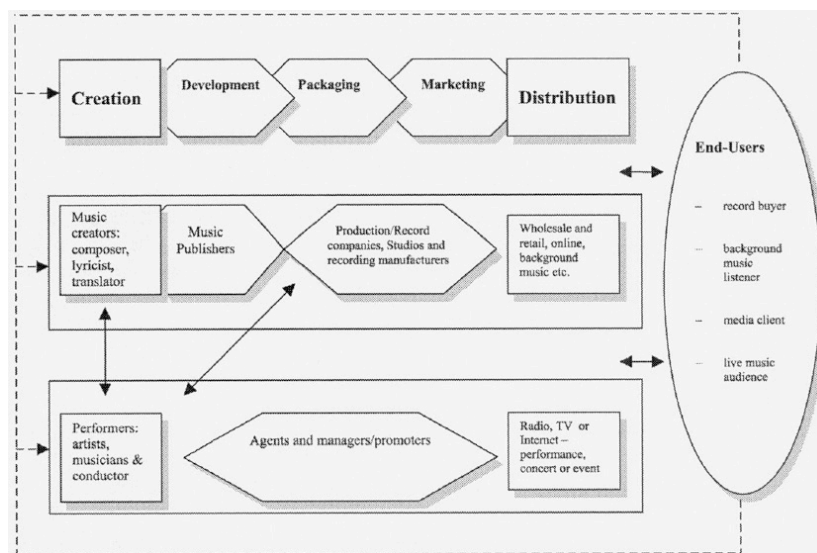 Creation
Development
Packaging
Marketing
Distribution
End-Users
– record buyer
– background
music
listener
– media client
– live music
audience
Music
creators:
composer,
lyricist,
translator
Music
Publishers
Production/Record
companies, Studios and
recording manufacturers
Wholesale and
retail, online,
background
music etc.
Performers:
artists,
musicians &
conductor
Agents and managers/promoters
Radio, TV or
Internet –
performance,
concert or event